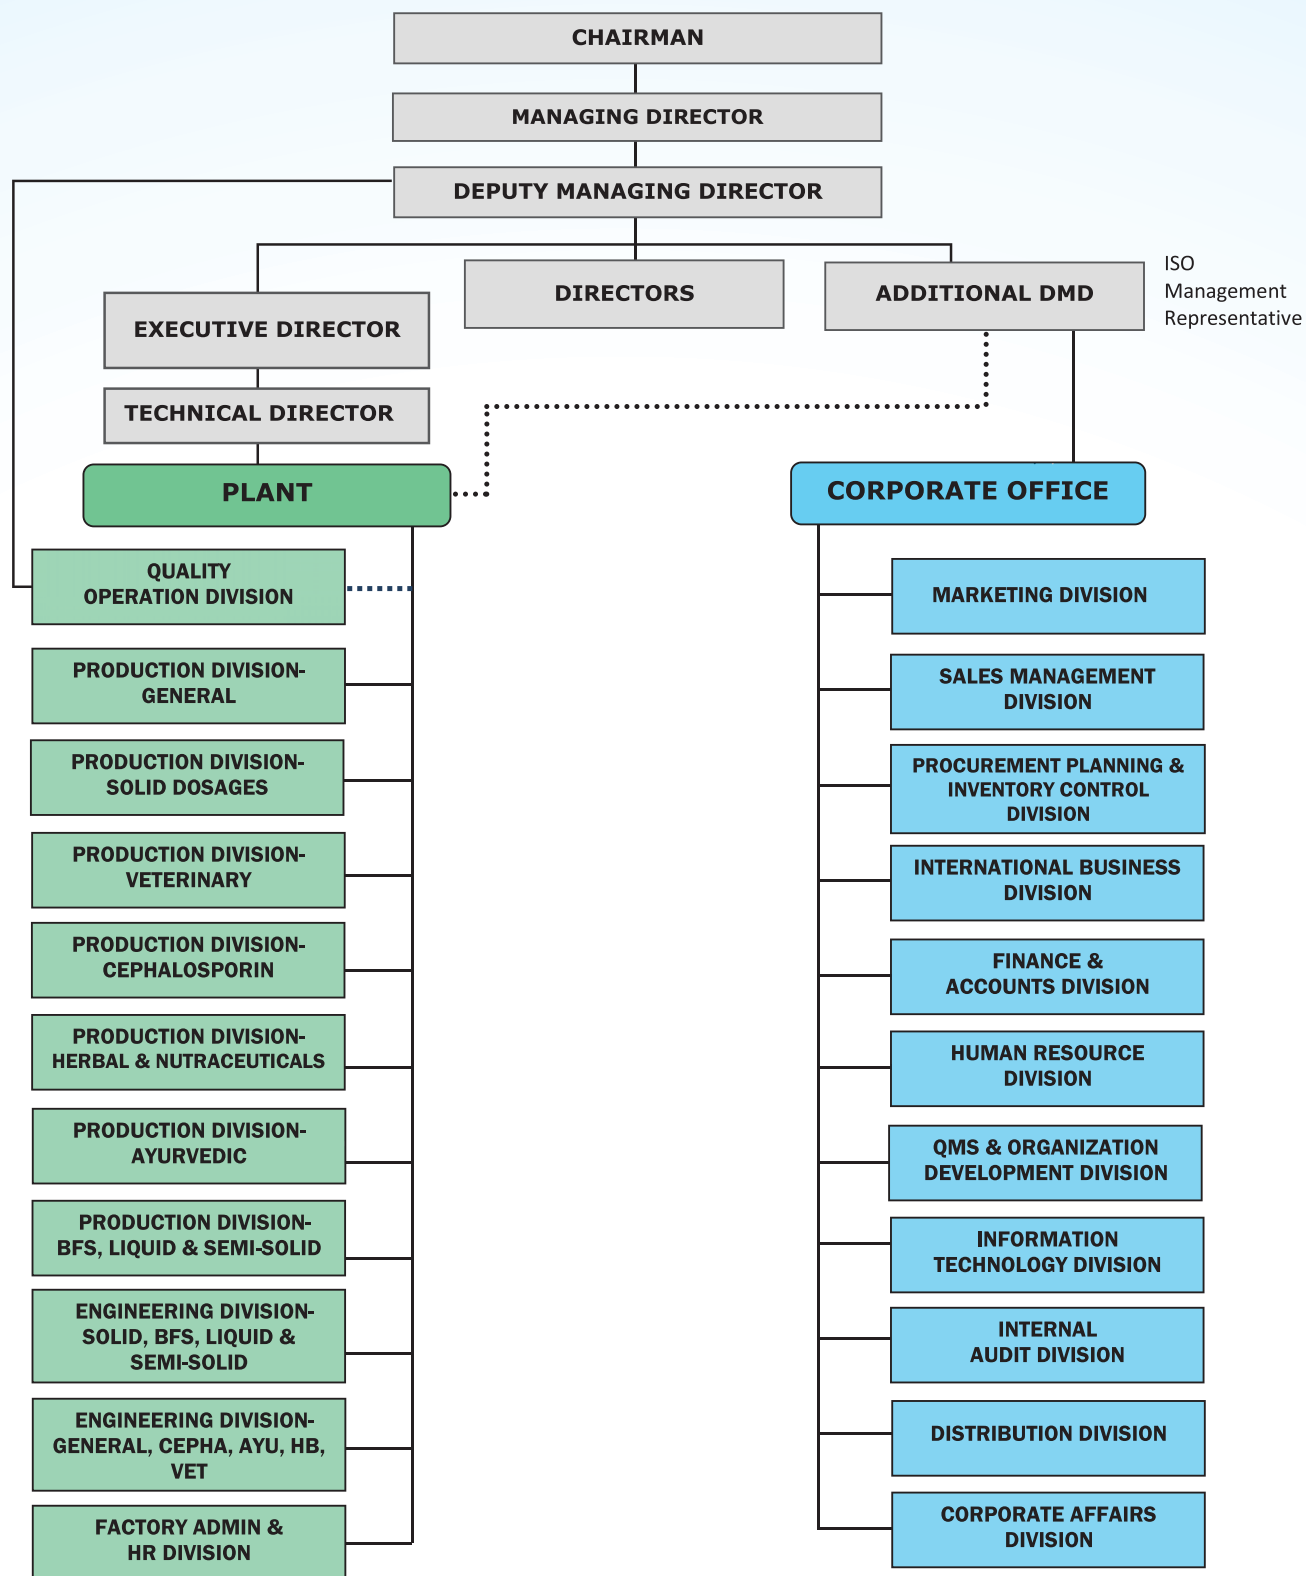 CHAIRMAN
MANAGING DIRECTOR
DEPUTY MANAGING DIRECTOR
DIRECTORS
ADDITIONAL DMD
ISO
Management
Representative
EXECUTIVE DIRECTOR
TECHNICAL DIRECTOR
PLANT
QUALITY
OPERATION DIVISION
PRODUCTION DIVISION-
GENERAL
PRODUCTION DIVISION-
SOLID DOSAGES
PRODUCTION DIVISION-
VETERINARY
PRODUCTION DIVISION-
CEPHALOSPORIN
PRODUCTION DIVISION-
HERBAL & NUTRACEUTICALS
PRODUCTION DIVISION-
AYURVEDIC
PRODUCTION DIVISION-
BFS, LIQUID & SEMI-SOLID
ENGINEERING DIVISION-
SOLID, BFS, LIQUID &
SEMI-SOLID
ENGINEERING DIVISION-
GENERAL, CEPHA, AYU, HB,
VET
FACTORY ADMIN &
HR DIVISION
CORPORATE OFFICE
MARKETING DIVISION
SALES MANAGEMENT
DIVISION
PROCUREMENT PLANNING &
INVENTORY CONTROL
DIVISION
INTERNATIONAL BUSINESS
DIVISION
FINANCE &
ACCOUNTS DIVISION
HUMAN RESOURCE
DIVISION
QMS & ORGANIZATION
DEVELOPMENT DIVISION
INFORMATION
TECHNOLOGY DIVISION
INTERNAL
AUDIT DIVISION
DISTRIBUTION DIVISION
CORPORATE AFFAIRS
DIVISION